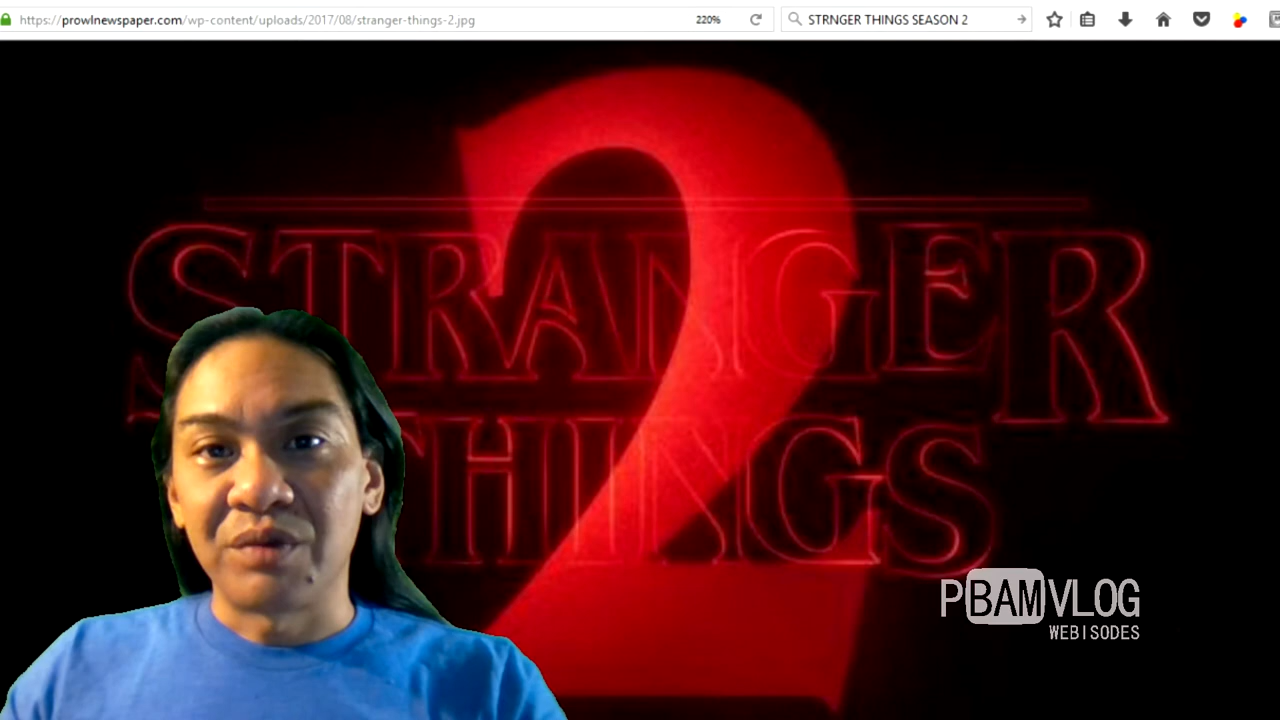 https://prowlnewspaper.com/wp-content/uploads/2017/08/stranger-things-2.jpg 220% STRNGER THINGS SEASON 2
2
STRANGER
THINGS
PBAMVLOG
WEBISODES